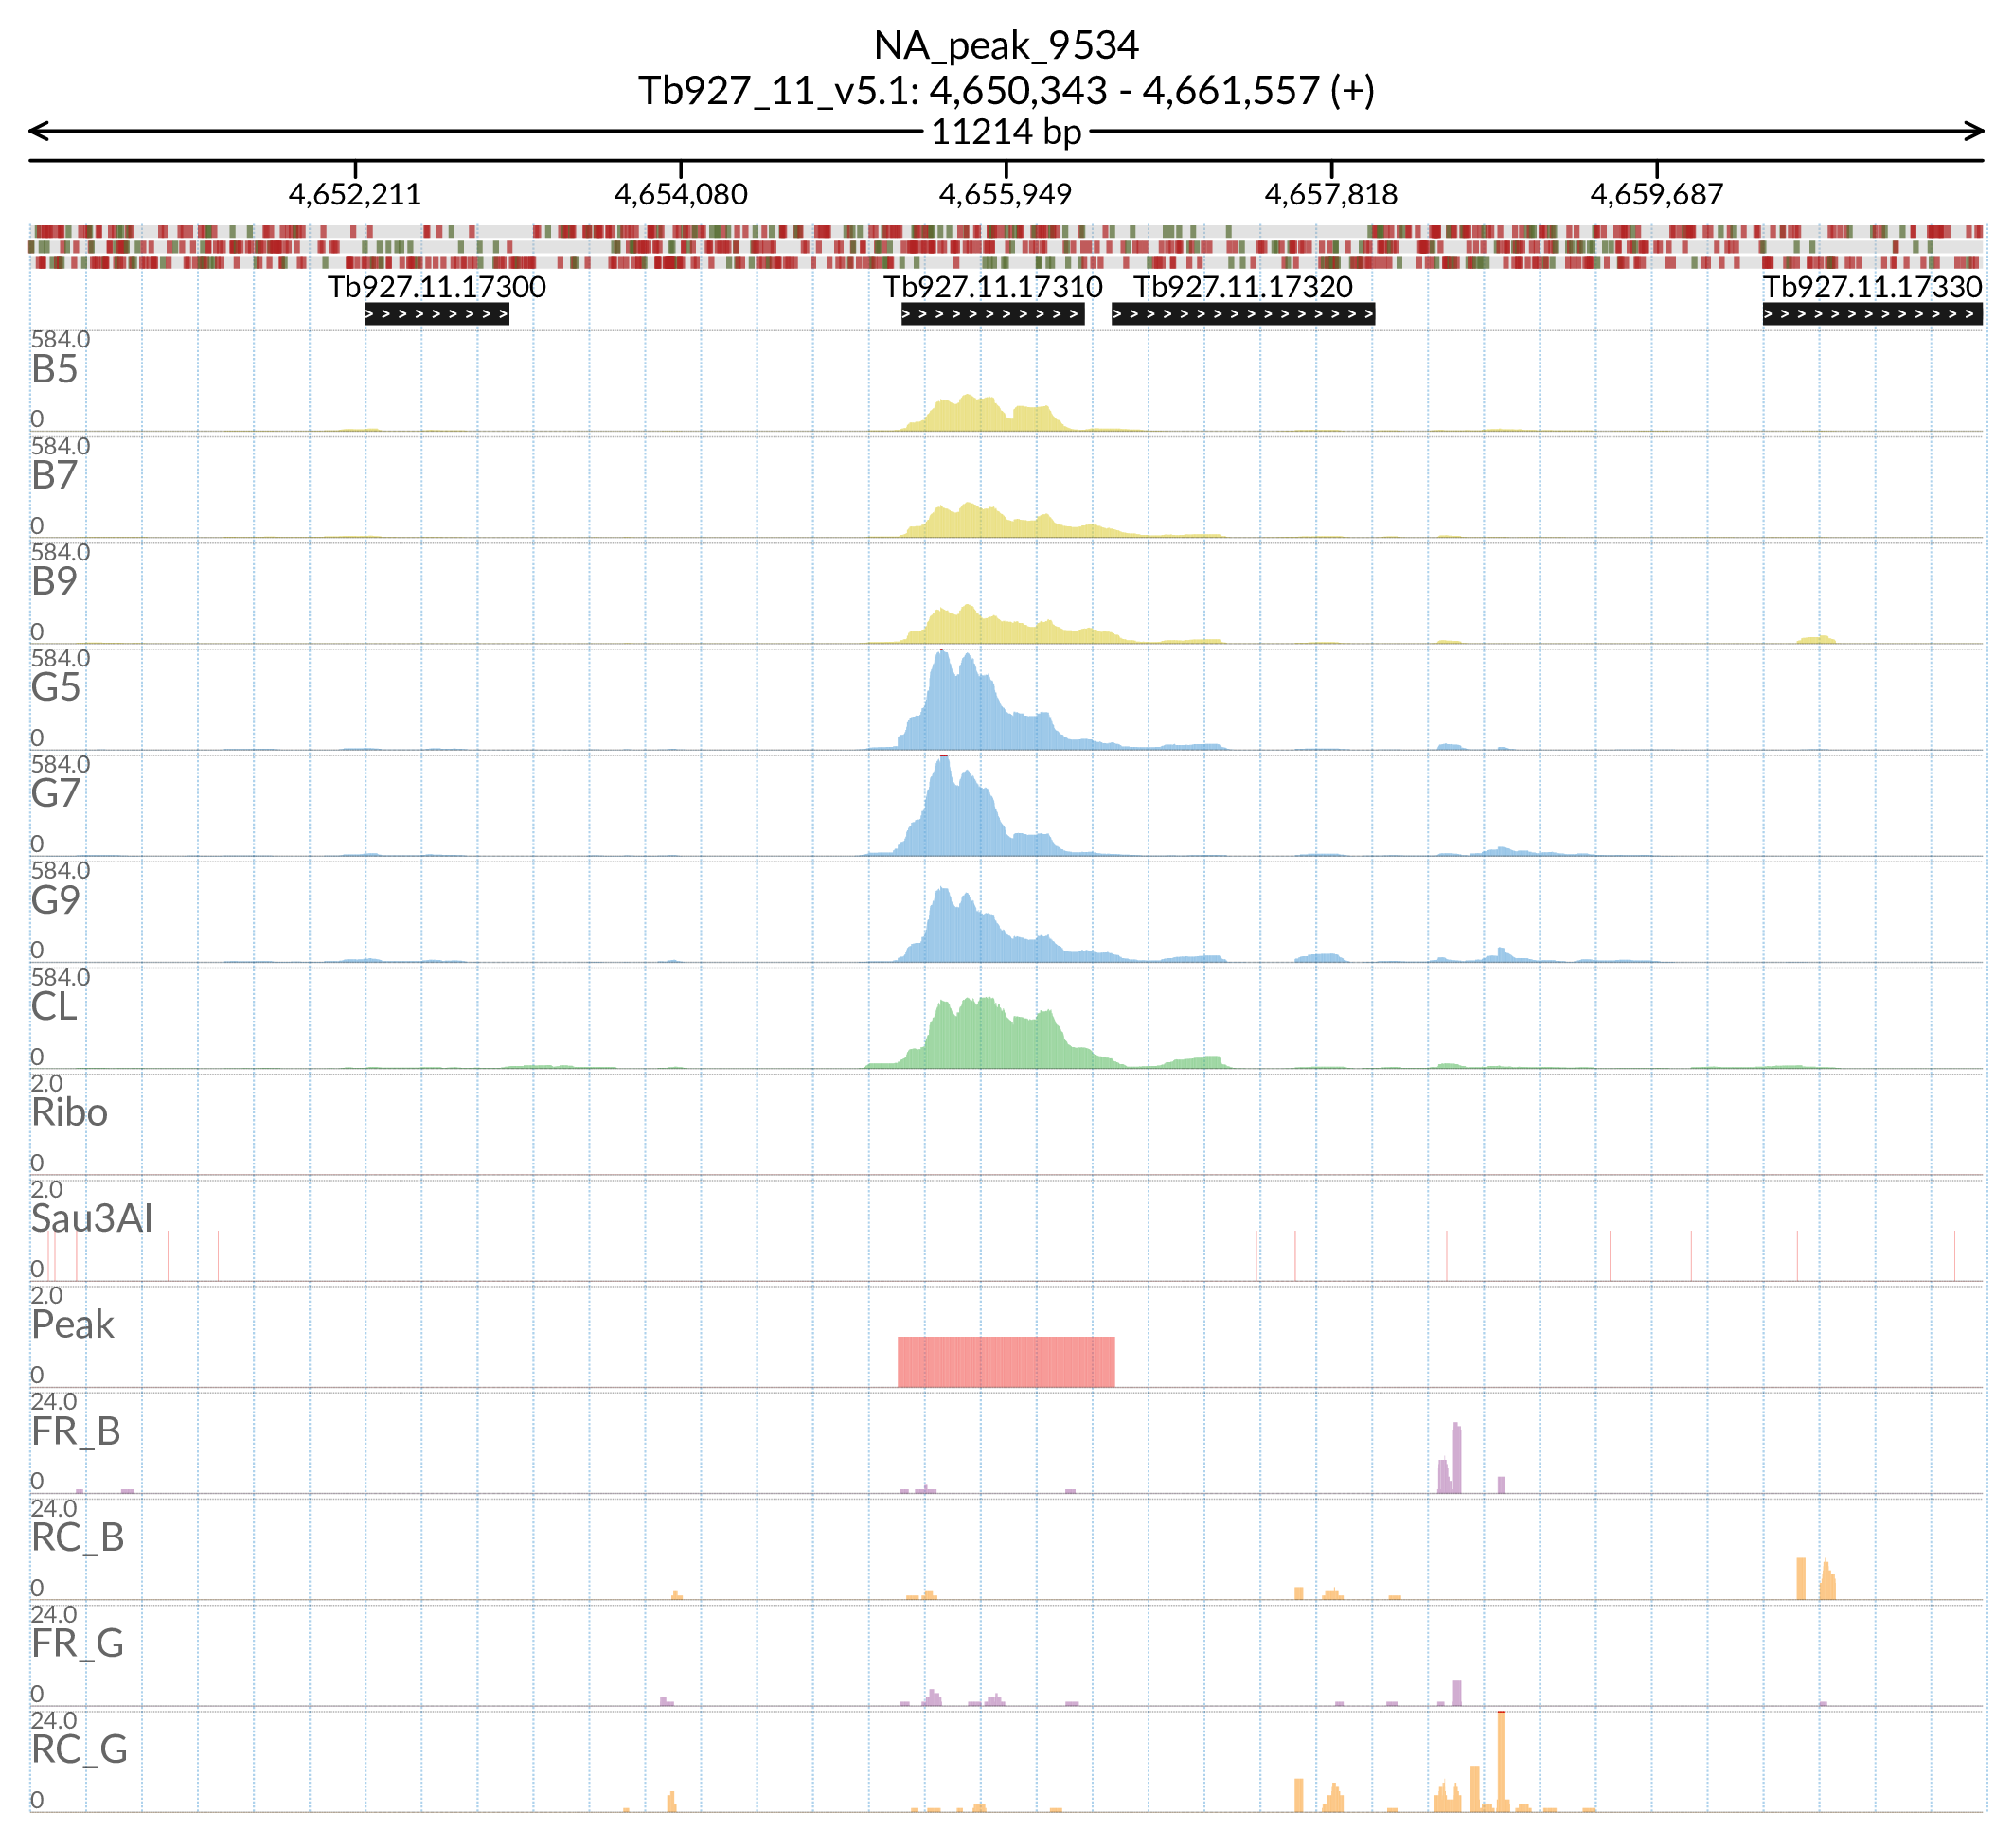 NA_peak_9534
Tb927_11_v5.1: 4,650,343 - 4,661,557 (+)
11214 bp
4,652,211 4,654,080 4,655,949 4,657,818 4,659,687
Tb927.11.17300 Tb927.11.17310 Tb927.11.17320 Tb927.11.17330
584.0
B5
0
584.0
B7
0
584.0
B9
0
584.0
G5
0
584.0
G7
0
584.0
G9
0
584.0
CL
0
2.0
Ribo
0
2.0
Sau3AI
0
2.0
Peak
0
24.0
FR_B
0
24.0
RC_B
0
24.0
FR_G
0
24.0
RC_G
0